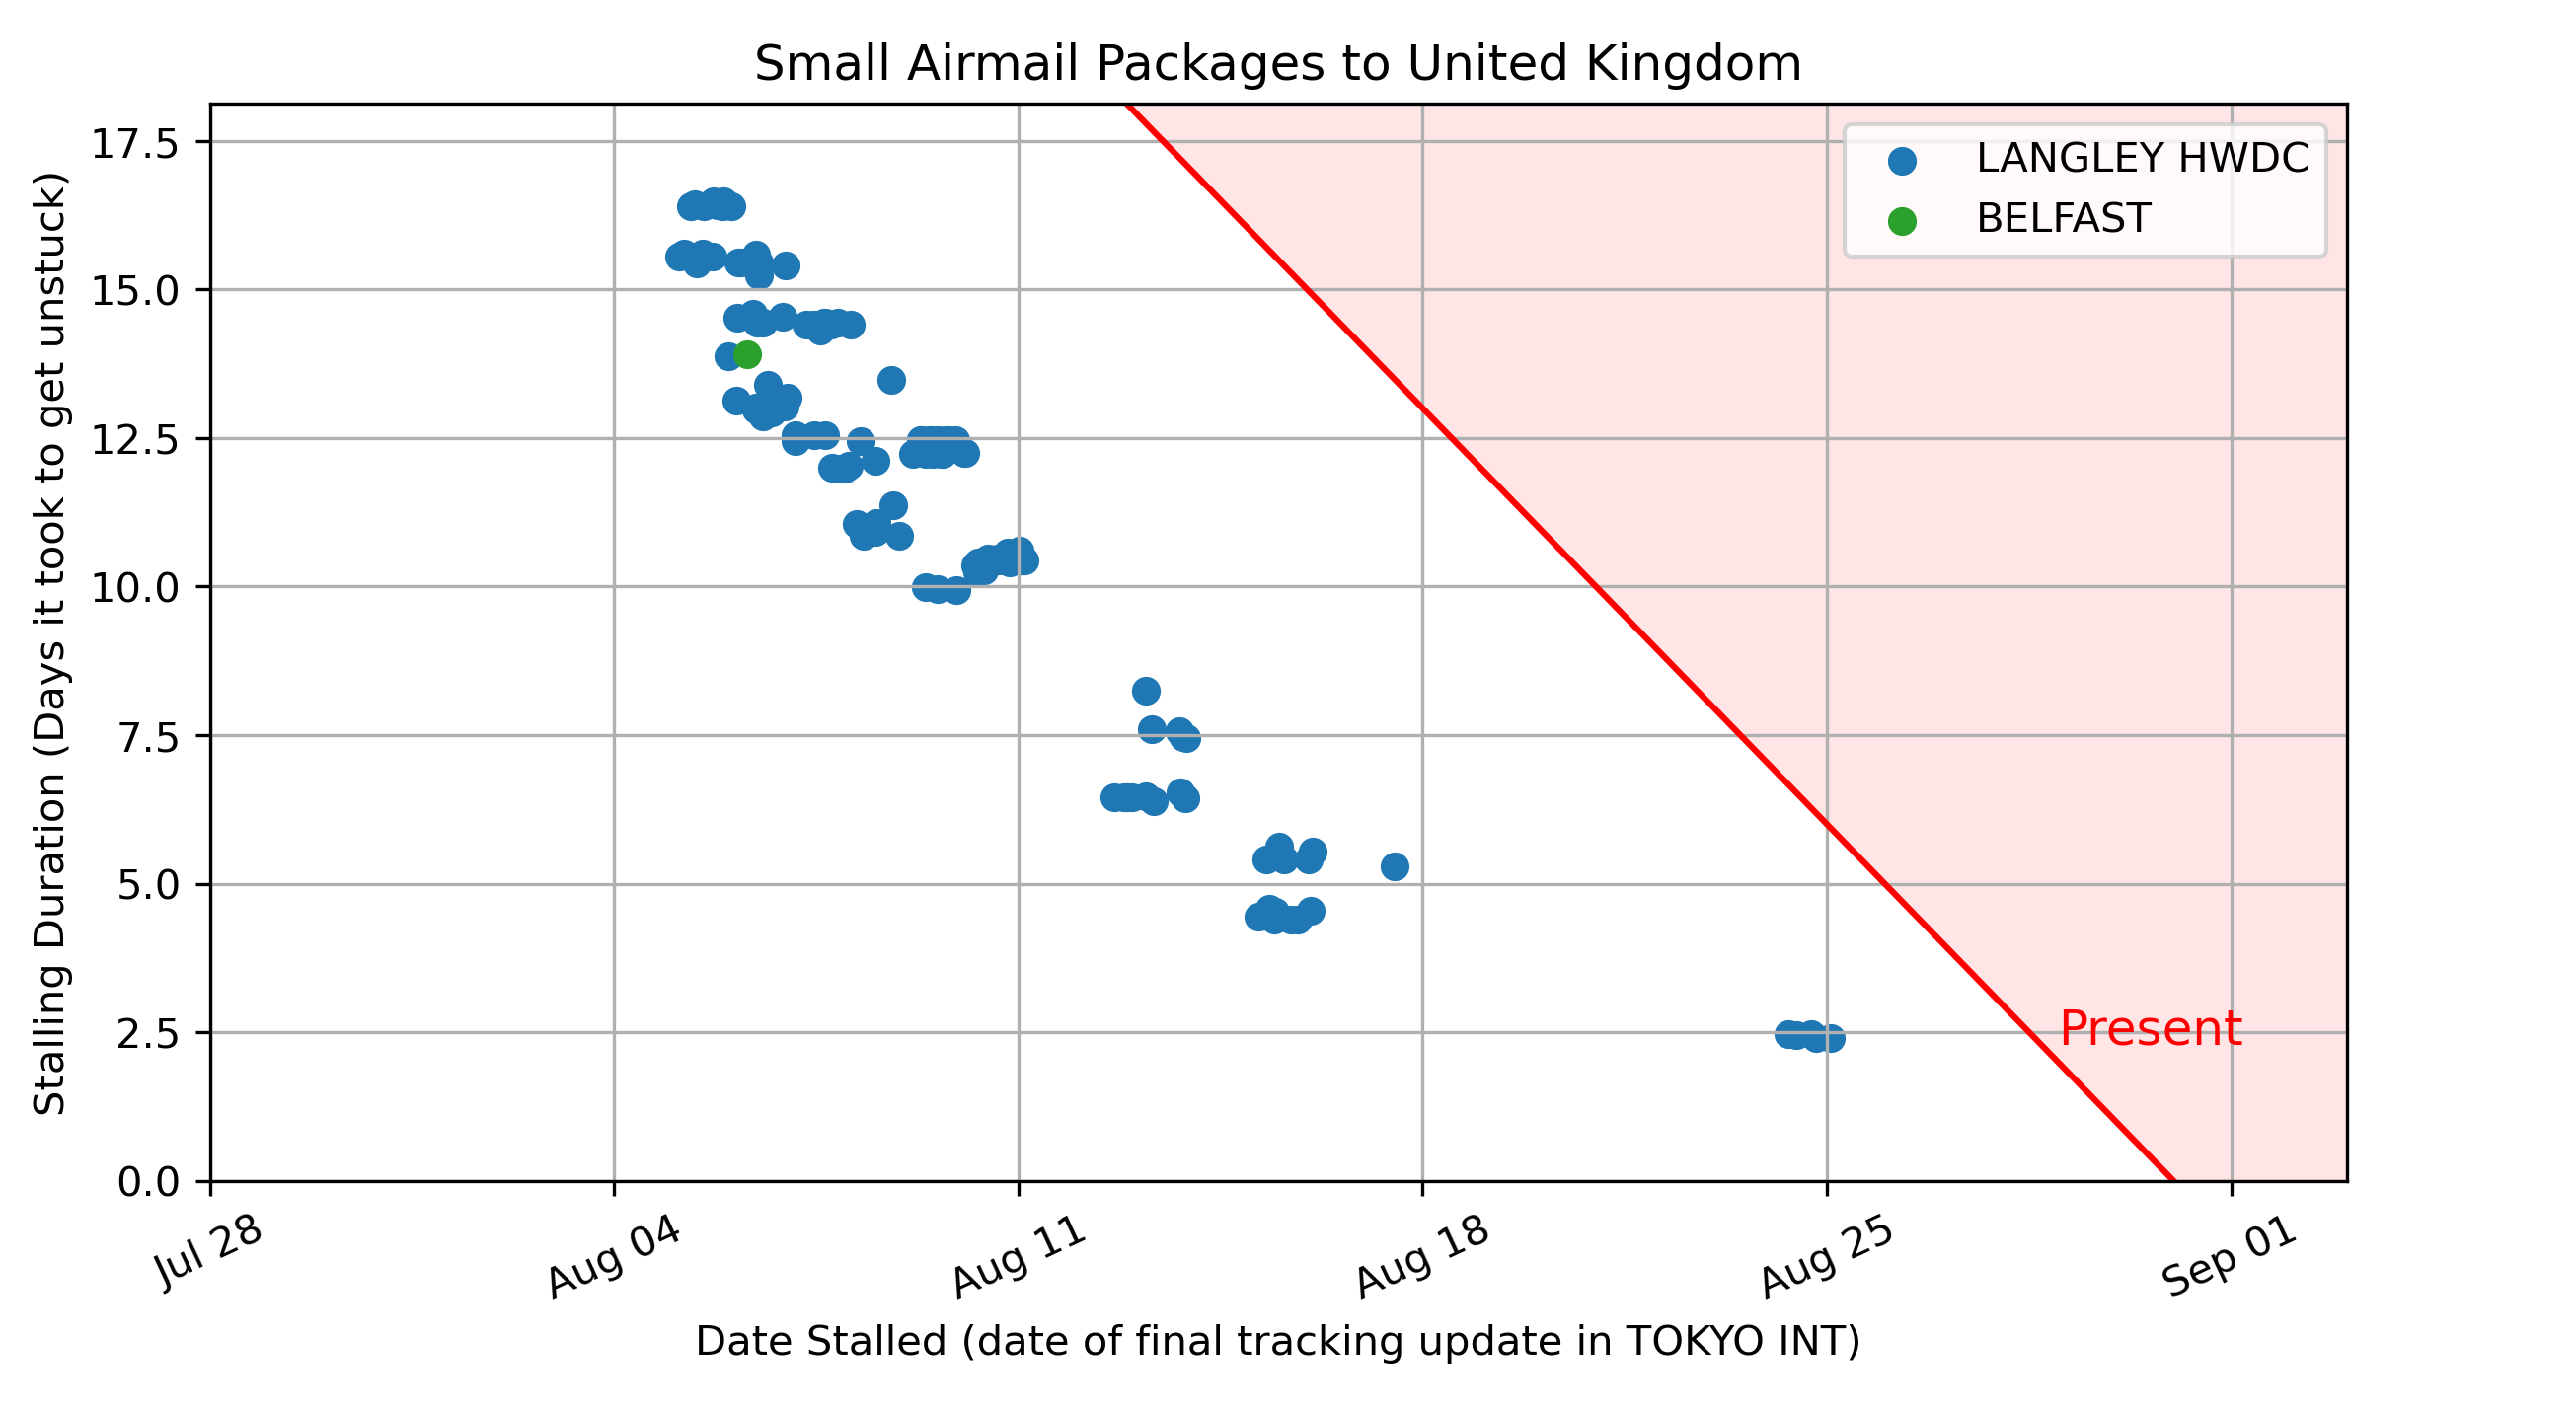 Small Airmail Packages to United Kingdom
Stalling Duration (Days it took to get unstuck)
17.5
15.0
12.5
10.0
7.5
5.0
2.5
0.0
LANGLEY HWDC
BELFAST
Present
Jul 28
Aug 04
Aug 11
Aug 18
Aug 25
Sep 01
Date Stalled (date of final tracking update in TOKYO INT)